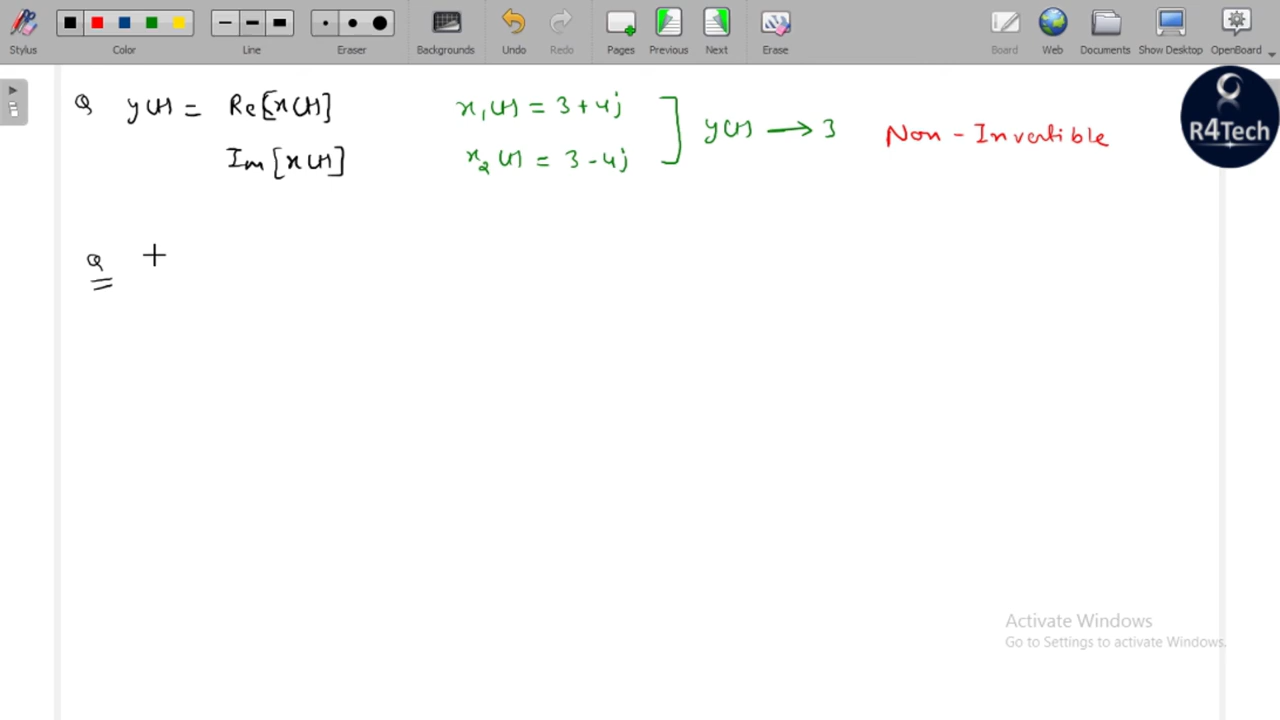 Stylus Color Line Eraser Backgrounds Undo Redo Pages Previous Next Erase Board Web Documents Show Desktop OpenBoard
Q y(t) = Re[x(t)] x₁(t) = 3+4j y(t) → 3 Non-Invertible
Im[x(t)] x₂(t) = 3-4j
R4Tech
Q
Activate Windows
Go to Settings to activate Windows.